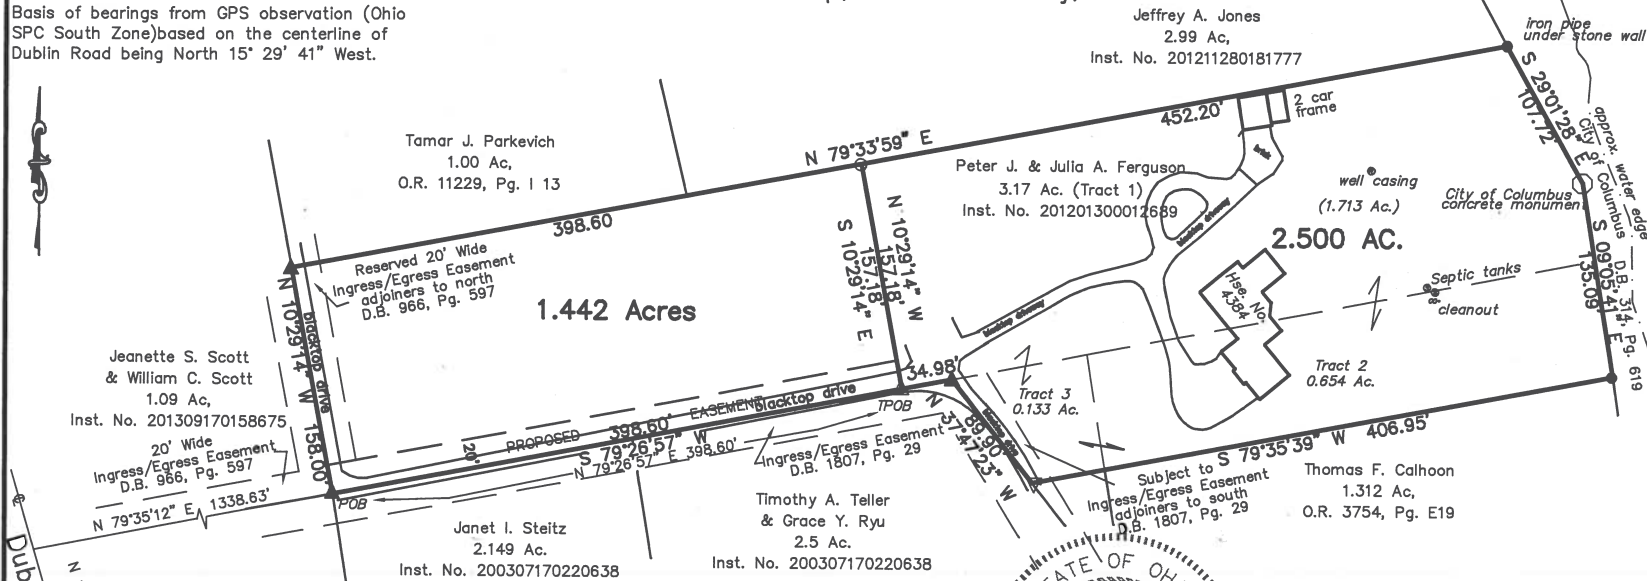 Basis of bearings from GPS observation (Ohio
SPC South Zone)based on the centerline of
Dublin Road being North 15° 29' 41" West.
Jeffrey A. Jones
2.99 Ac,
Inst. No. 201211280181777
iron pipe
under stone wall
Tamar J. Parkevich
1.00 Ac,
O.R. 11229, Pg. I 13
N 79°33'59" E
452.20'
2 car
frame
S 29°01'28" E
107.72'
approx. water edge
City of Columbus
D.B. 314, Pg. 619
Peter J. & Julia A. Ferguson
3.17 Ac. (Tract 1)
Inst. No. 201201300012689
brick
well casing
(1.713 Ac.)
City of Columbus
concrete monument
2.500 AC.
398.60
Reserved 20' Wide
Ingress/Egress Easement
adjoiners to north
D.B. 966, Pg. 597
N 10°29'14" W
157.18'
157.18'
S 10°29'14" E
blacktop driveway
blacktop driveway
Hse. No.
4384
Septic tanks
cleanout
S 09°05'41" E
135.09'
1.442 Acres
N 10°29'14" W 158.00'
blacktop drive
Jeanette S. Scott
& William C. Scott
1.09 Ac,
Inst. No. 201309170158675
20' Wide
Ingress/Egress Easement
D.B. 966, Pg. 597
34.98'
Tract 3
0.133 Ac.
Tract 2
0.654 Ac.
20'
PROPOSED
EASEMENT
blacktop drive
398.60'
S 79°26'57" W
N 79°26'57" E 398.60'
TPOB
POB
N 37°47'23" W
89.90'
Ingress/Egress Easement
D.B. 1807, Pg. 29
S 79°35'39" W 406.95'
N 79°35'12" E 1338.63'
Subject to
Ingress/Egress Easement
adjoiners to south
D.B. 1807, Pg. 29
Thomas F. Calhoon
1.312 Ac,
O.R. 3754, Pg. E19
Janet I. Steitz
2.149 Ac.
Inst. No. 200307170220638
Timothy A. Teller
& Grace Y. Ryu
2.5 Ac.
Inst. No. 200307170220638
Dub
N
STATE OF OH